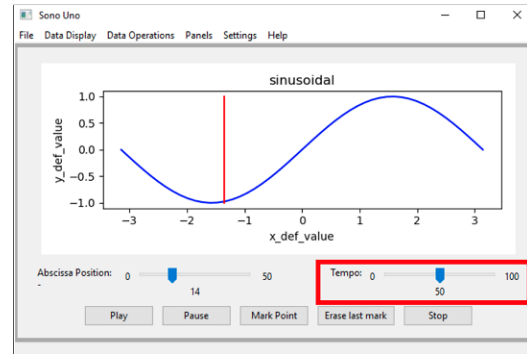 Sono Uno
File Data Display Data Operations Panels Settings Help
sinusoidal
y_def_value
1.0
0.5
0.0
−0.5
−1.0
−3 −2 −1 0 1 2 3
x_def_value
Abscissa Position: 0 50
-
14
Tempo: 0 100
50
Play Pause Mark Point Erase last mark Stop